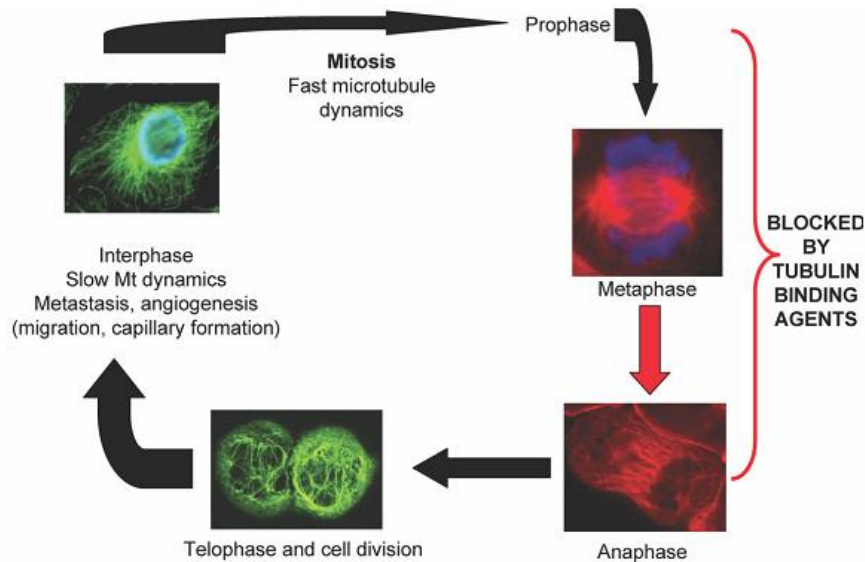 Prophase
Mitosis
Fast microtubule
dynamics
BLOCKED
BY
TUBULIN
BINDING
AGENTS
Interphase
Slow Mt dynamics
Metastasis, angiogenesis
(migration, capillary formation)
Metaphase
Telophase and cell division
Anaphase